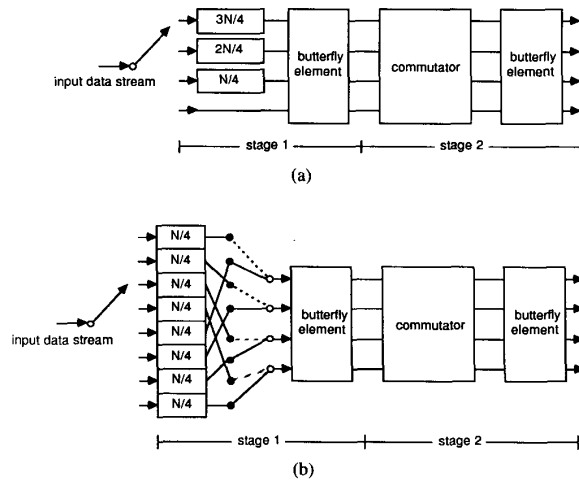 3N/4
2N/4
N/4
input data stream
butterfly
element
commutator
butterfly
element
stage 1
stage 2
(a)
N/4
N/4
N/4
N/4
N/4
N/4
N/4
N/4
input data stream
butterfly
element
commutator
butterfly
element
stage 1
stage 2
(b)